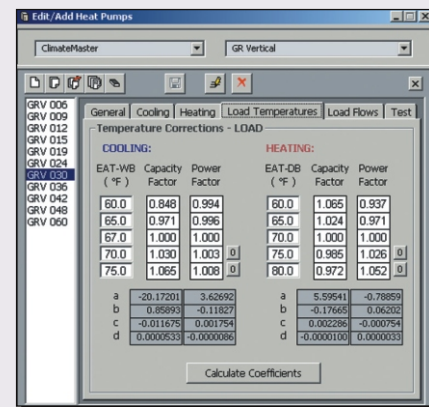 Edit/Add Heat Pumps
ClimateMaster GR Vertical
GRV 006
GRV 009
GRV 012
GRV 015
GRV 019
GRV 024
GRV 030
GRV 036
GRV 042
GRV 048
GRV 060
General Cooling Heating Load Temperatures Load Flows Test
Temperature Corrections - LOAD
COOLING: HEATING:
EAT-WB Capacity Power EAT-DB Capacity Power
( °F ) Factor Factor ( °F ) Factor Factor
60.0 0.848 0.994 60.0 1.065 0.937
65.0 0.971 0.996 65.0 1.024 0.971
67.0 1.000 1.000 70.0 1.000 1.000
70.0 1.030 1.003 0 75.0 0.985 1.026 0
75.0 1.065 1.008 0 80.0 0.972 1.052 0
a -20.17201 3.62692 a 5.59541 -0.78859
b 0.85893 -0.11827 b -0.17665 0.06202
c -0.011675 0.001754 c 0.002286 -0.000754
d 0.0000533 -0.0000086 d -0.0000100 0.0000033
Calculate Coefficients